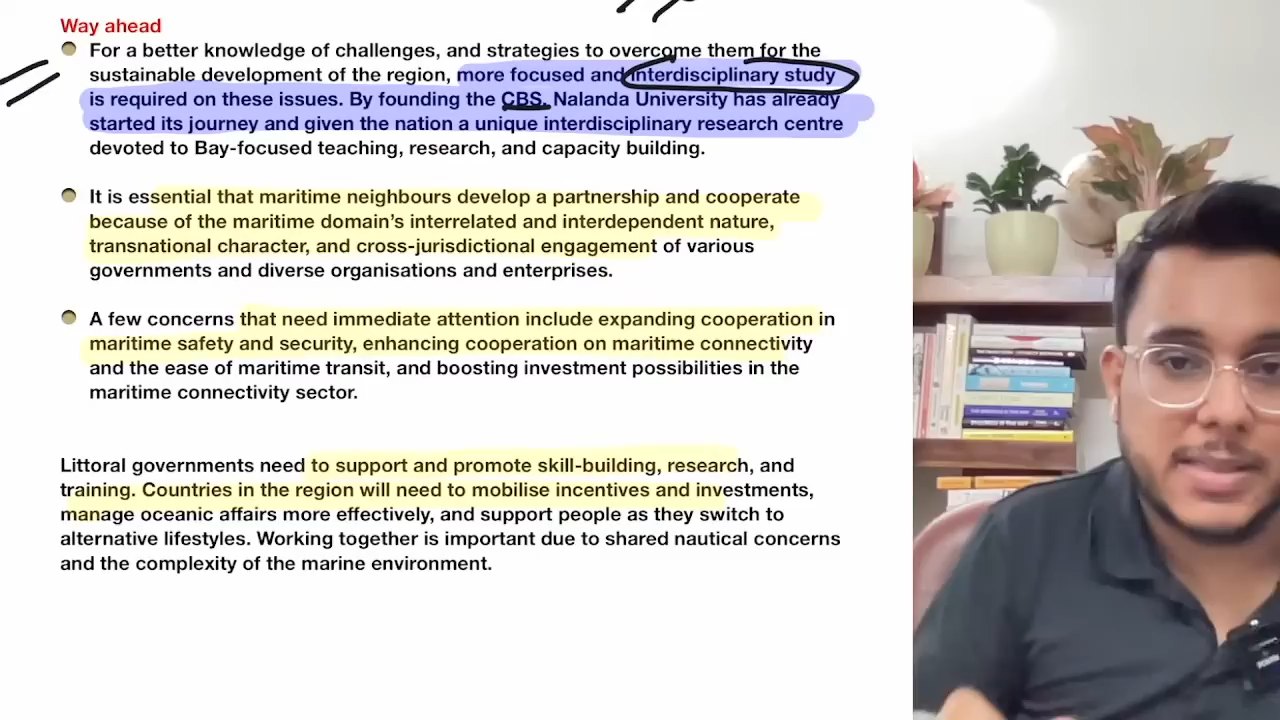 Way ahead
For a better knowledge of challenges, and strategies to overcome them for the
sustainable development of the region, more focused and interdisciplinary study
is required on these issues. By founding the CBS, Nalanda University has already
started its journey and given the nation a unique interdisciplinary research centre
devoted to Bay-focused teaching, research, and capacity building.
It is essential that maritime neighbours develop a partnership and cooperate
because of the maritime domain's interrelated and interdependent nature,
transnational character, and cross-jurisdictional engagement of various
governments and diverse organisations and enterprises.
A few concerns that need immediate attention include expanding cooperation in
maritime safety and security, enhancing cooperation on maritime connectivity
and the ease of maritime transit, and boosting investment possibilities in the
maritime connectivity sector.
Littoral governments need to support and promote skill-building, research, and
training. Countries in the region will need to mobilise incentives and investments,
manage oceanic affairs more effectively, and support people as they switch to
alternative lifestyles. Working together is important due to shared nautical concerns
and the complexity of the marine environment.